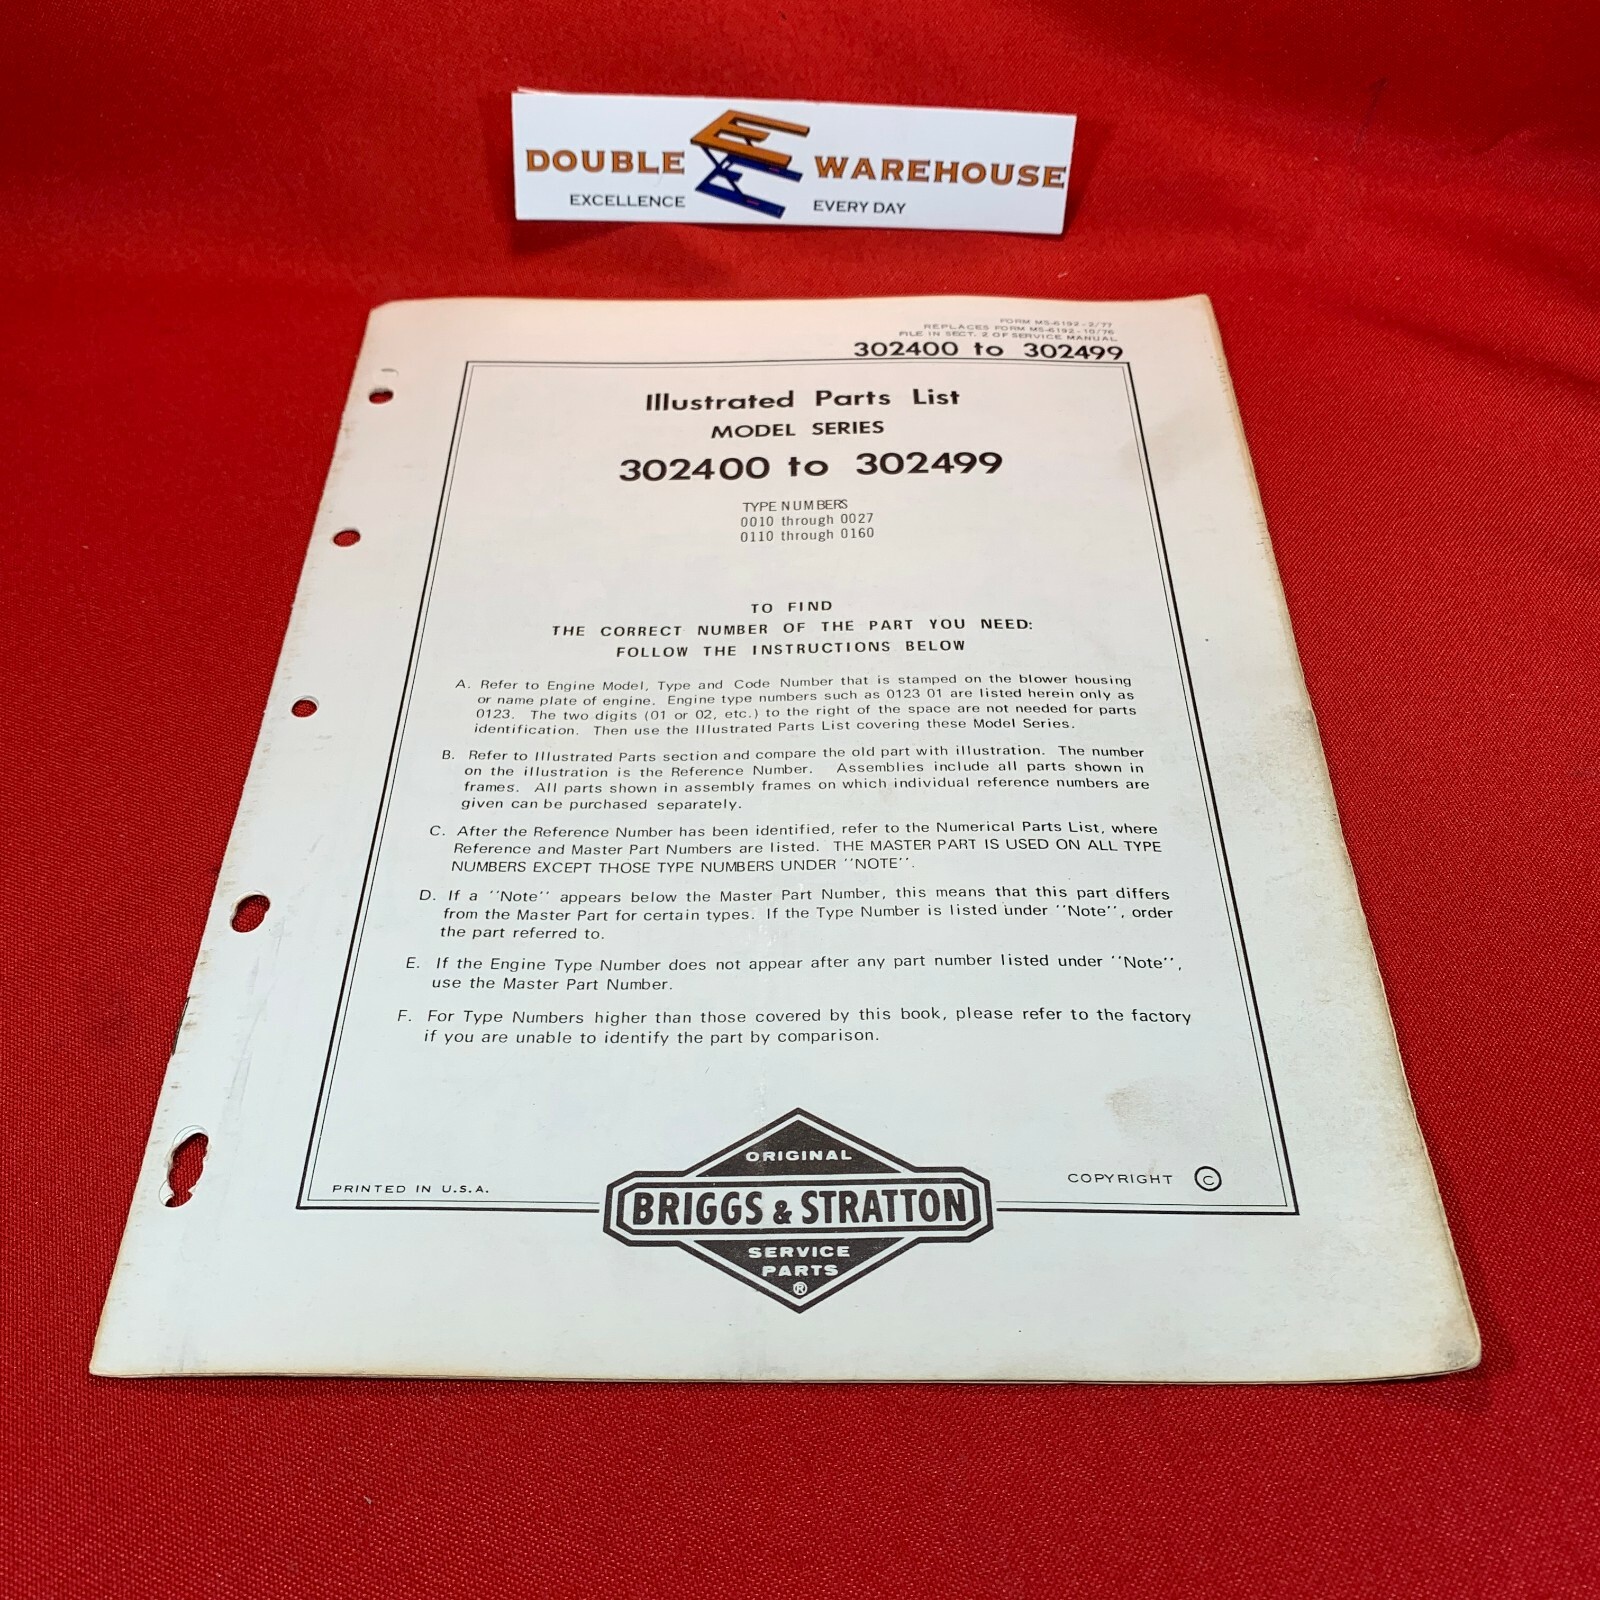 DOUBLE EE WAREHOUSE
EXCELLENCE EVERY DAY
FORM MS-6192-2/77
REPLACES FORM MS-6192-10/76
FILE IN SECT. 2 OF SERVICE MANUAL
302400 to 302499
Illustrated Parts List
MODEL SERIES
302400 to 302499
TYPE NUMBERS
0010 through 0027
0110 through 0160
TO FIND
THE CORRECT NUMBER OF THE PART YOU NEED:
FOLLOW THE INSTRUCTIONS BELOW
A. Refer to Engine Model, Type and Code Number that is stamped on the blower housing
or name plate of engine. Engine type numbers such as 0123 01 are listed herein only as
0123. The two digits (01 or 02, etc.) to the right of the space are not needed for parts
identification. Then use the Illustrated Parts List covering these Model Series.
B. Refer to Illustrated Parts section and compare the old part with illustration. The number
on the illustration is the Reference Number. Assemblies include all parts shown in
frames. All parts shown in assembly frames on which individual reference numbers are
given can be purchased separately.
C. After the Reference Number has been identified, refer to the Numerical Parts List, where
Reference and Master Part Numbers are listed. THE MASTER PART IS USED ON ALL TYPE
NUMBERS EXCEPT THOSE TYPE NUMBERS UNDER ''NOTE''.
D. If a ''Note'' appears below the Master Part Number, this means that this part differs
from the Master Part for certain types. If the Type Number is listed under ''Note'', order
the part referred to.
E. If the Engine Type Number does not appear after any part number listed under ''Note'',
use the Master Part Number.
F. For Type Numbers higher than those covered by this book, please refer to the factory
if you are unable to identify the part by comparison.
PRINTED IN U.S.A.
COPYRIGHT ©
ORIGINAL
BRIGGS & STRATTON
SERVICE
PARTS
®